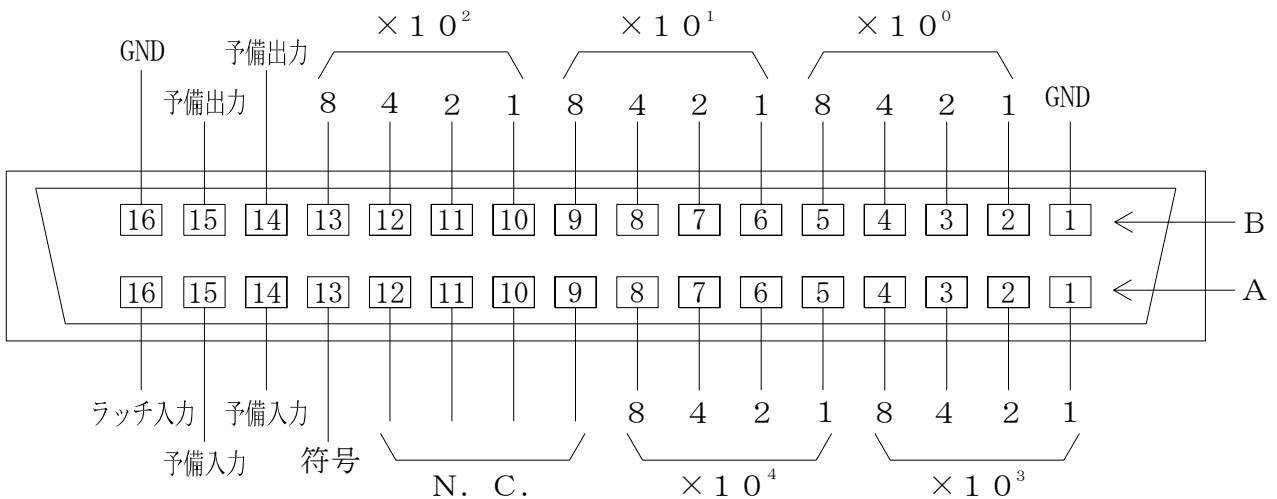 ×１０²　×１０¹　×１０⁰
GND　予備出力
予備出力　8　4　2　1　8　4　2　1　8　4　2　1　GND
16　15　14　13　12　11　10　9　8　7　6　5　4　3　2　1　B
16　15　14　13　12　11　10　9　8　7　6　5　4　3　2　1　A
ラッチ入力　予備入力　8　4　2　1　8　4　2　1
予備入力　符号
Ｎ．Ｃ．　×１０⁴　×１０³